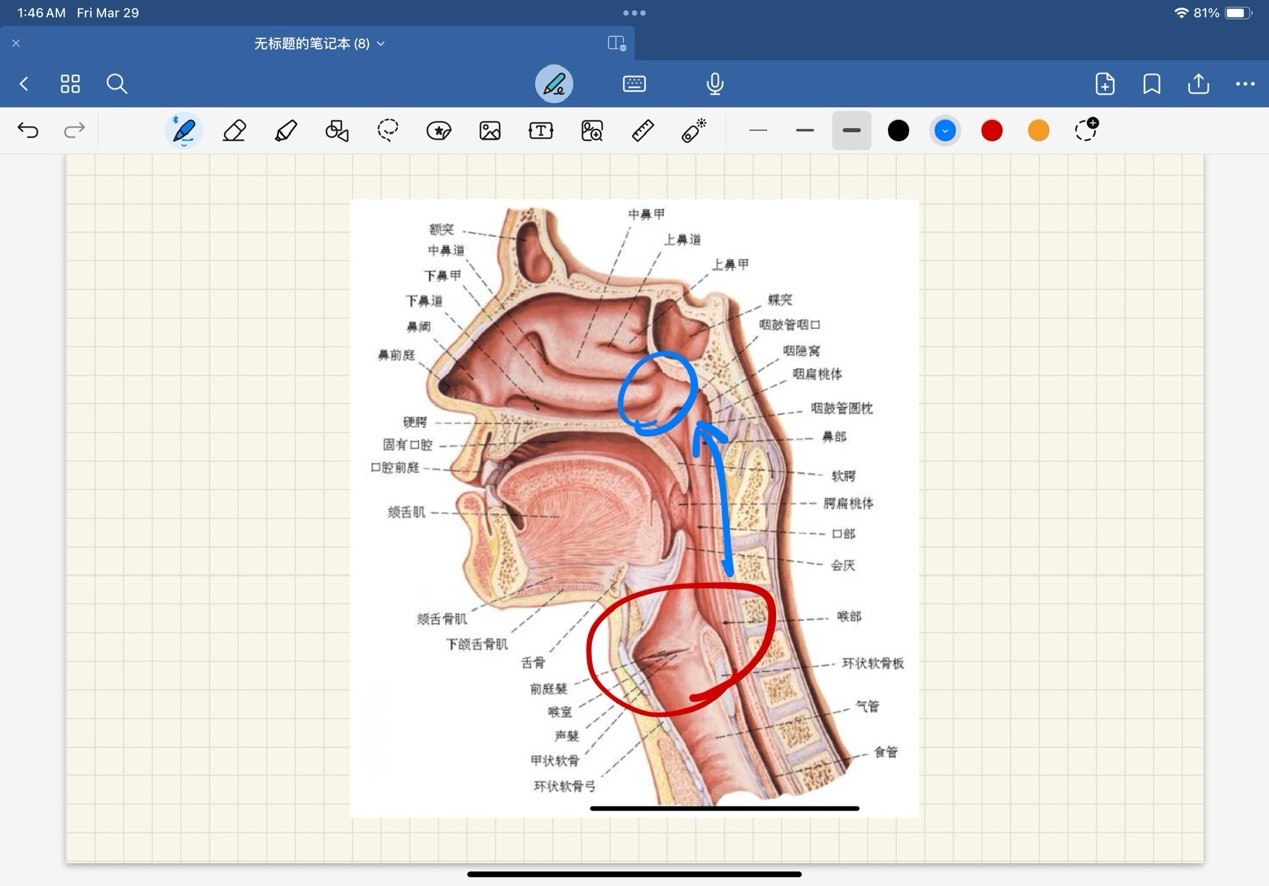 1:46 AM Fri Mar 29
81%
无标题的笔记本 (8)
中鼻甲
额突
上鼻道
中鼻道
上鼻甲
下鼻甲
下鼻道
蝶突
鼻阈
咽鼓管咽口
咽隐窝
鼻前庭
咽扁桃体
咽鼓管圆枕
硬腭
鼻部
固有口腔
口腔前庭
软腭
腭扁桃体
颏舌肌
口部
会厌
喉部
颏舌骨肌
下颌舌骨肌
舌骨
环状软骨板
前庭襞
气管
喉室
声襞
食管
甲状软骨
环状软骨弓